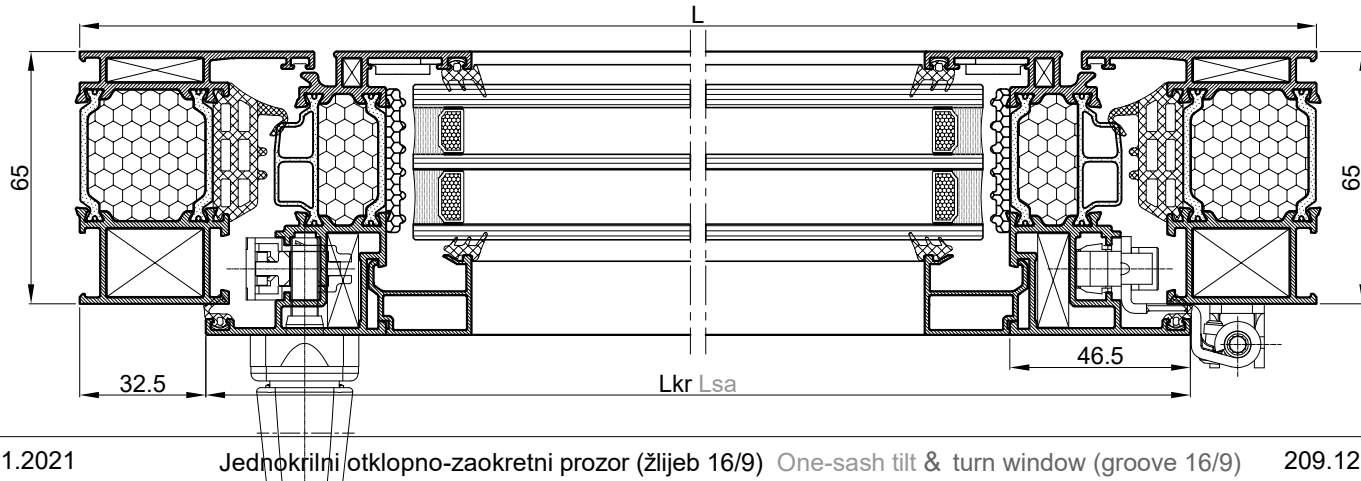 L
65
65
46.5
32.5
Lkr Lsa
1.2021 Jednokrilni otklopno-zaokretni prozor (žlijeb 16/9) One-sash tilt & turn window (groove 16/9) 209.12